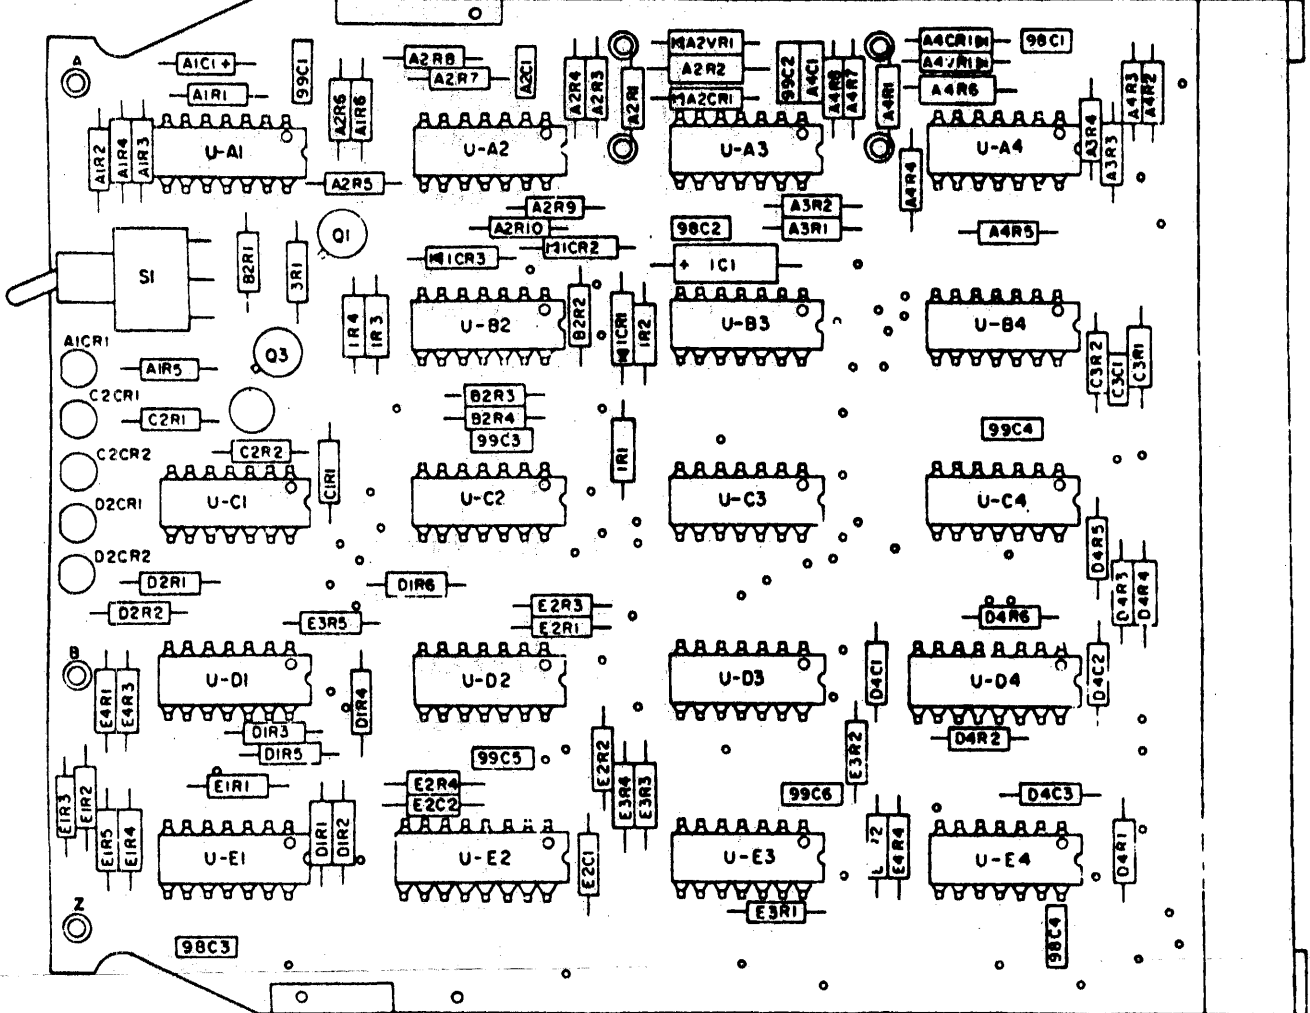 A
A1C1+
99C1
A2R8
A2R7
A2C1
A2R4
A2R3
A2R1
A2VR1
A2R2
A2CR1
99C2
A4C1
A4R8
A4R7
A4R1
A4CR1
A4VR1
A4R6
98C1
A4R3
A4R2
A1R1
A2R6
A1R6
A1R2
A1R4
A1R3
U-A1
U-A2
U-A3
U-A4
A3R4
A3R3
A2R5
A4R4
A2R9
A2R10
A3R2
A3R1
98C2
A4R5
Q1
S1
B2R1
3R1
1CR3
1CR2
+ 1C1
1R4
1R3
U-B2
B2R2
1CR1
1R2
U-B3
U-B4
C3R2
C3C1
C3R1
A1CR1
Q3
A1R5
C2CR1
C2R1
B2R3
B2R4
99C3
99C4
1R1
C2CR2
C2R2
C1R1
U-C1
U-C2
U-C3
U-C4
D2CR1
D4R5
D2CR2
D2R1
D1R6
D4R3
D4R4
D2R2
E3R5
E2R3
E2R1
D4R6
B
U-D1
D1R4
U-D2
U-D3
D4C1
U-D4
D4C2
E4R1
E4R3
D1R3
D1R5
99C5
E2R2
E3R2
D4R2
E1R3
E1R2
E1R1
E2R4
E2C2
E3R4
E3R3
99C6
D4C3
E1R5
E1R4
U-E1
D1R1
D1R2
U-E2
E2C1
U-E3
E4R4
U-E4
D4R1
Z
E3R1
98C3
98C4